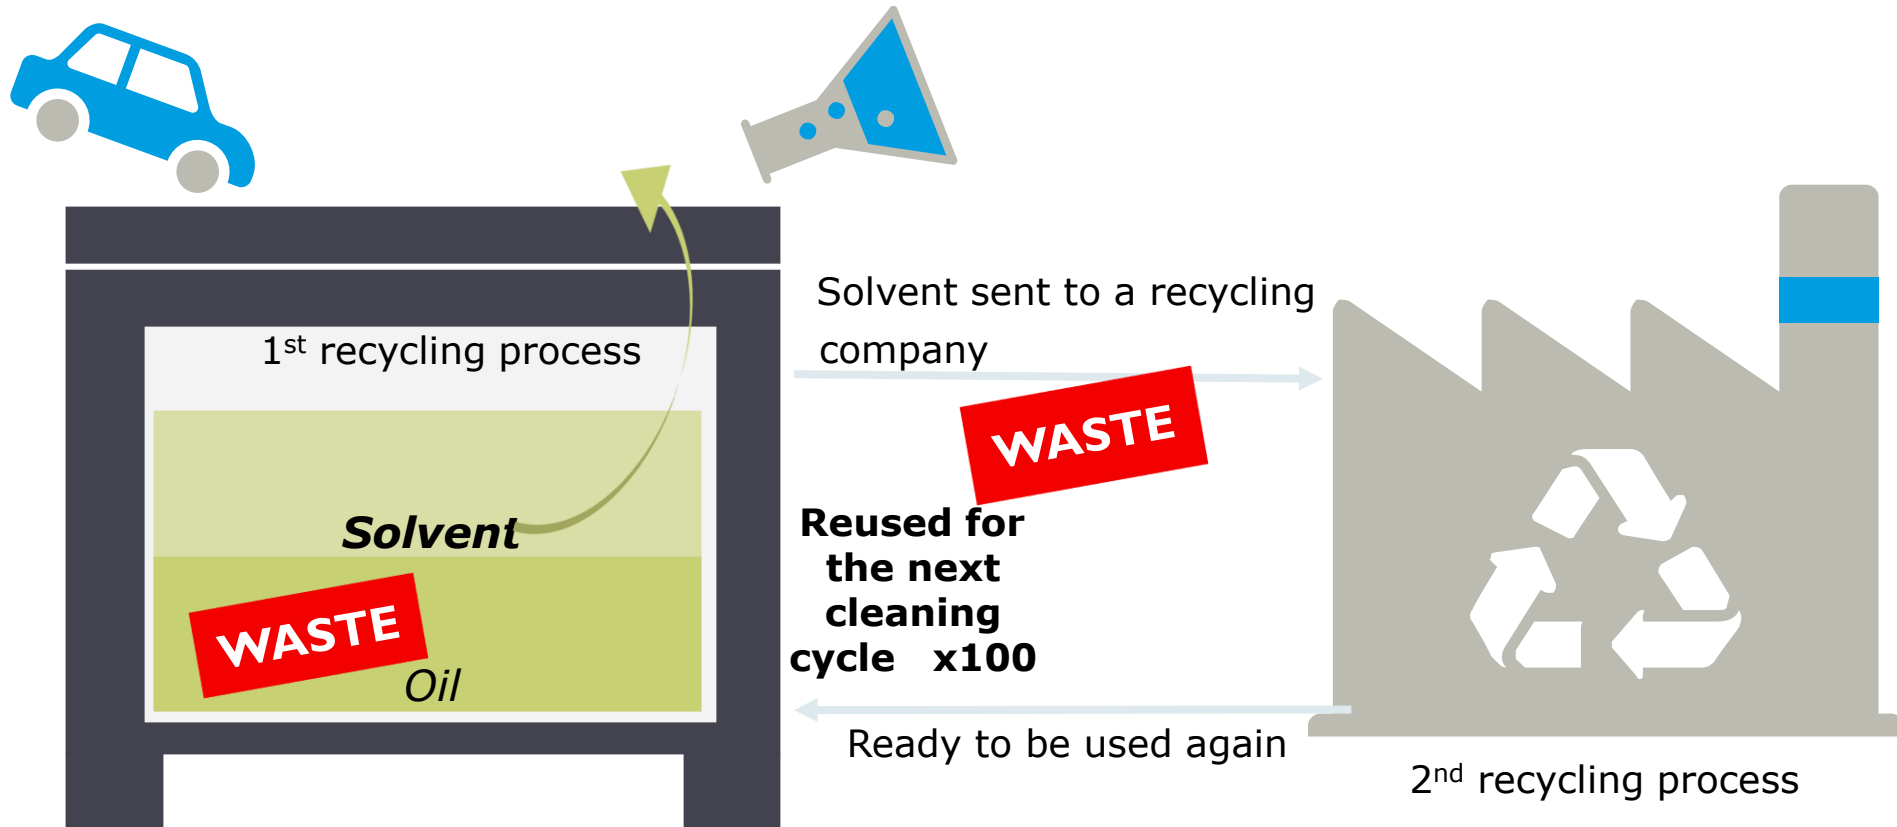 1st recycling process
Solvent
WASTE
Oil
Solvent sent to a recycling
company
WASTE
Reused for
the next
cleaning
cycle x100
Ready to be used again
2nd recycling process